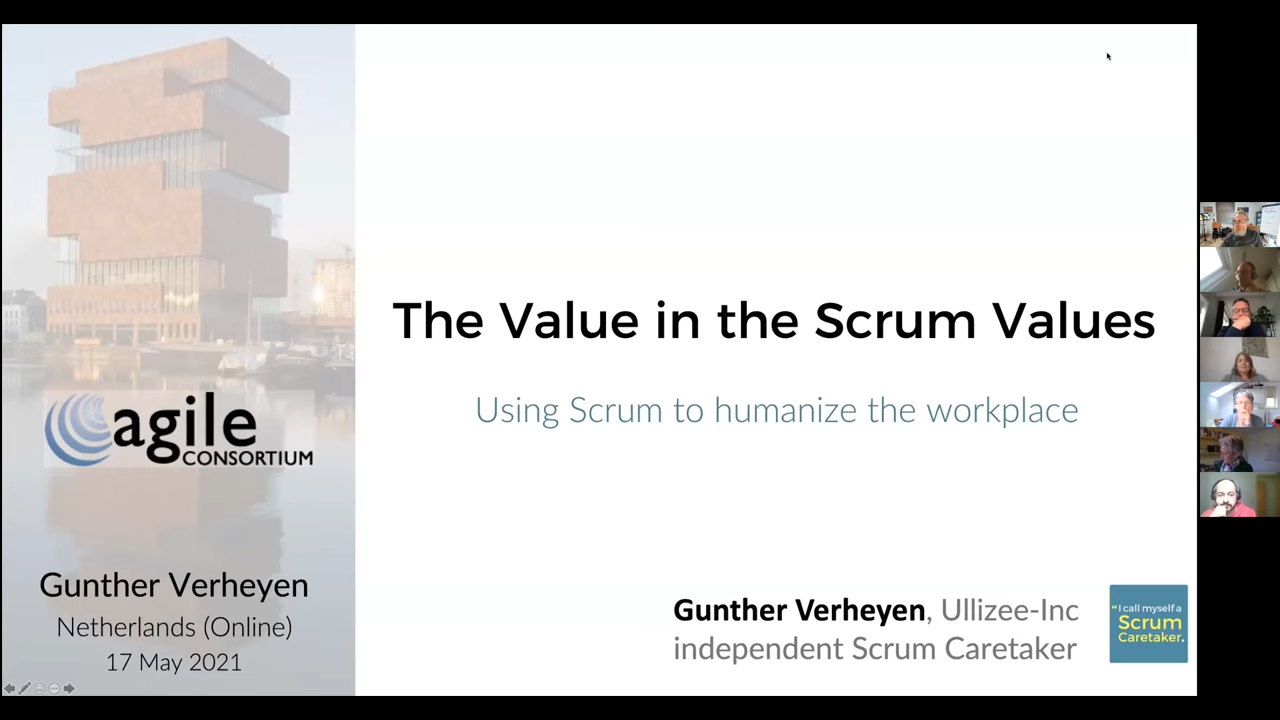 agile
CONSORTIUM
Gunther Verheyen
Netherlands (Online)
17 May 2021
The Value in the Scrum Values
Using Scrum to humanize the workplace
Gunther Verheyen, Ullizee-Inc
independent Scrum Caretaker
“I call myself a
Scrum
Caretaker.